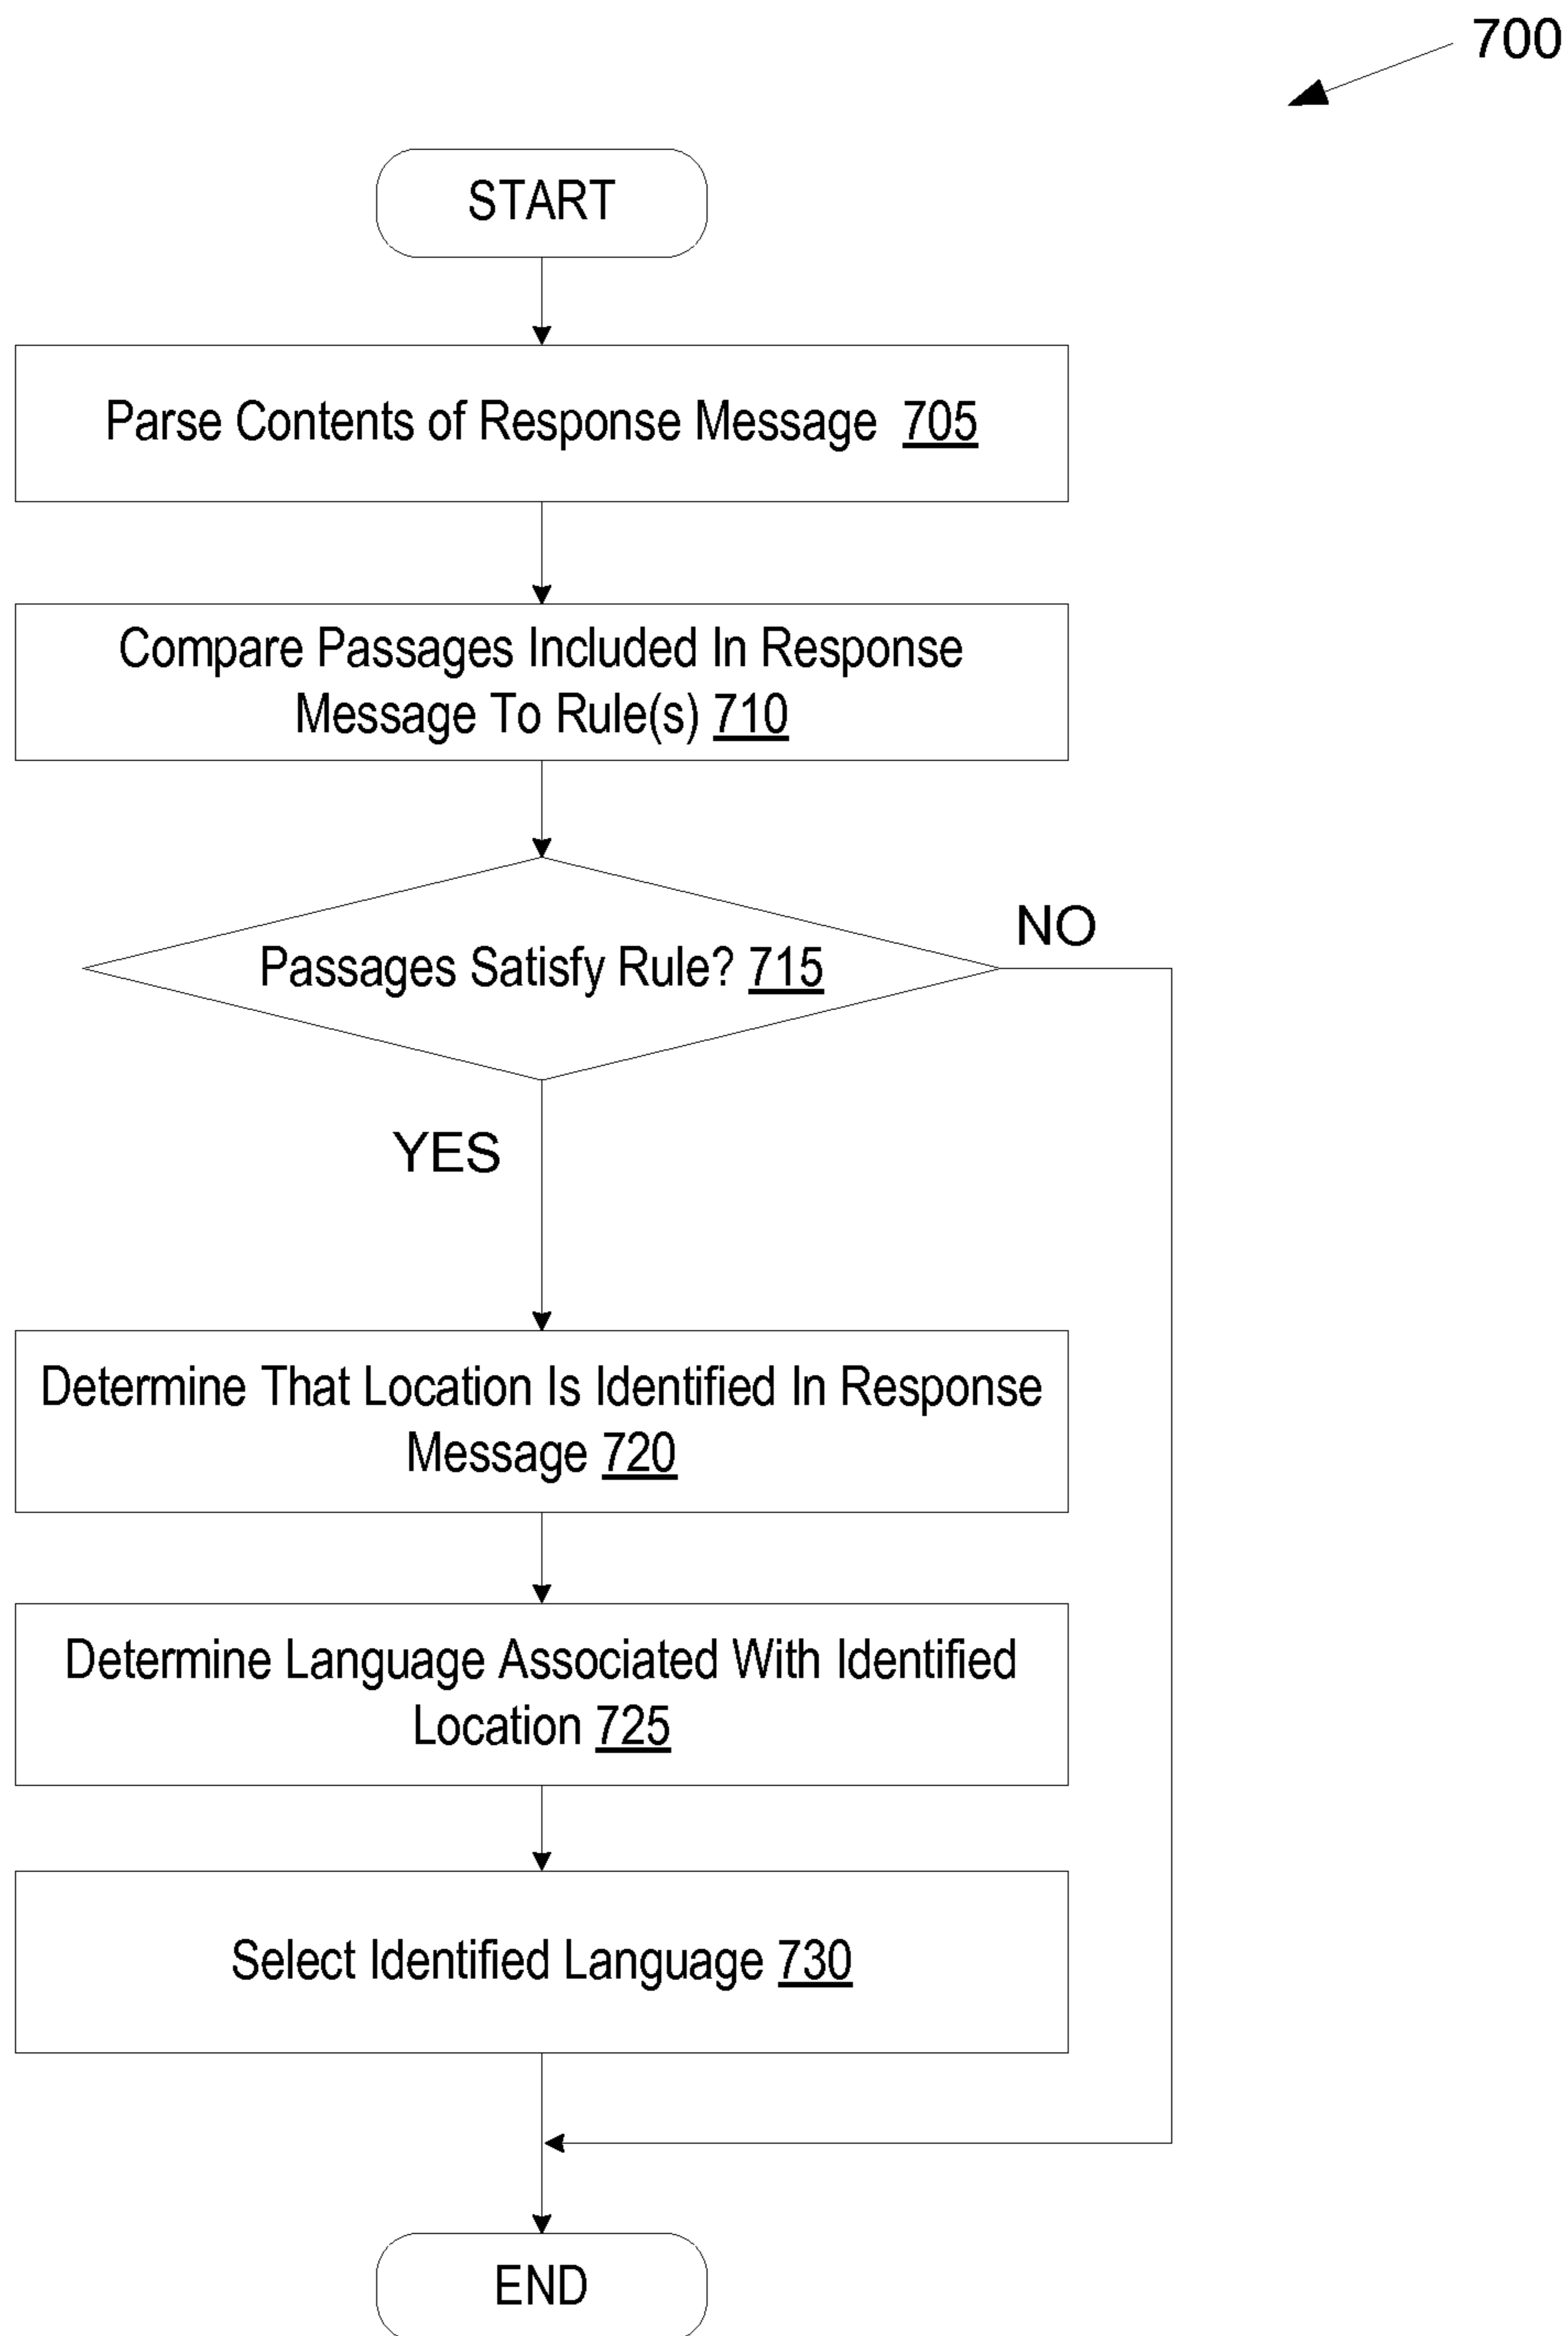 700
START
Parse Contents of Response Message 705
Compare Passages Included In Response
Message To Rule(s) 710
Passages Satisfy Rule? 715
NO
YES
Determine That Location Is Identified In Response
Message 720
Determine Language Associated With Identified
Location 725
Select Identified Language 730
END